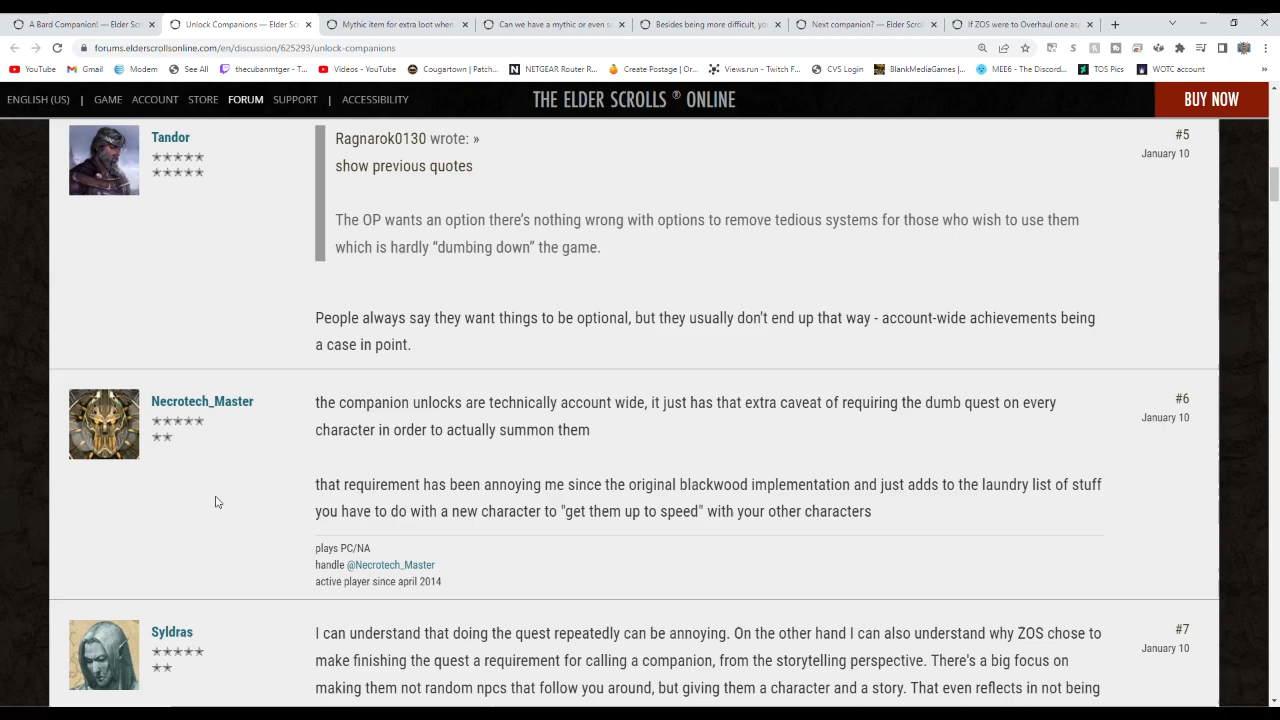 A Bard Companion! — Elder Scr
Unlock Companions — Elder Sc
Mythic item for extra loot when
Can we have a mythic or even s
Besides being more difficult, yo
Next companion? — Elder Scroll
If ZOS were to Overhaul one as
forums.elderscrollsonline.com/en/discussion/625293/unlock-companions
YouTube
Gmail
Modem
See All
thecubanmtger - T...
Videos - YouTube
Cougartown | Patch...
NETGEAR Router R...
Create Postage | Or...
Views.run - Twitch F...
CVS Login
BlankMediaGames |...
MEE6 - The Discord...
TOS Pics
WOTC account
ENGLISH (US) | GAME ACCOUNT STORE FORUM SUPPORT | ACCESSIBILITY
THE ELDER SCROLLS ® ONLINE
BUY NOW
Tandor
#5
January 10
Ragnarok0130 wrote: »
show previous quotes
The OP wants an option there's nothing wrong with options to remove tedious systems for those who wish to use them
which is hardly “dumbing down” the game.
People always say they want things to be optional, but they usually don't end up that way - account-wide achievements being
a case in point.
Necrotech_Master
#6
January 10
the companion unlocks are technically account wide, it just has that extra caveat of requiring the dumb quest on every
character in order to actually summon them
that requirement has been annoying me since the original blackwood implementation and just adds to the laundry list of stuff
you have to do with a new character to "get them up to speed" with your other characters
plays PC/NA
handle @Necrotech_Master
active player since april 2014
Syldras
#7
January 10
I can understand that doing the quest repeatedly can be annoying. On the other hand I can also understand why ZOS chose to
make finishing the quest a requirement for calling a companion, from the storytelling perspective. There's a big focus on
making them not random npcs that follow you around, but giving them a character and a story. That even reflects in not being